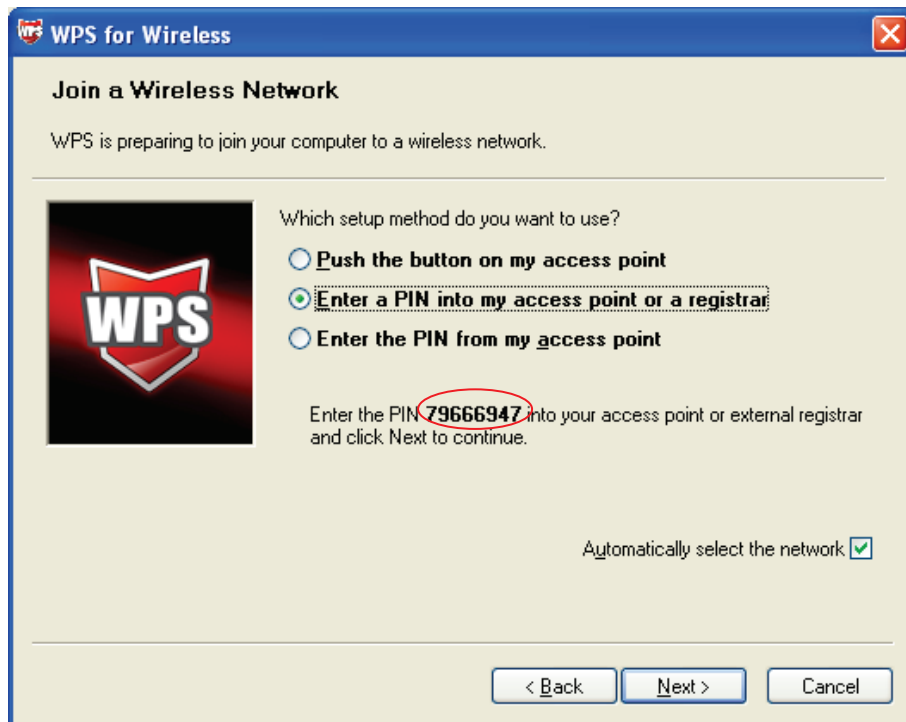 WPS for Wireless
Join a Wireless Network
WPS is preparing to join your computer to a wireless network.
WPS
Which setup method do you want to use?
Push the button on my access point
Enter a PIN into my access point or a registrar
Enter the PIN from my access point
Enter the PIN 79666947 into your access point or external registrar
and click Next to continue.
Automatically select the network
< Back
Next >
Cancel